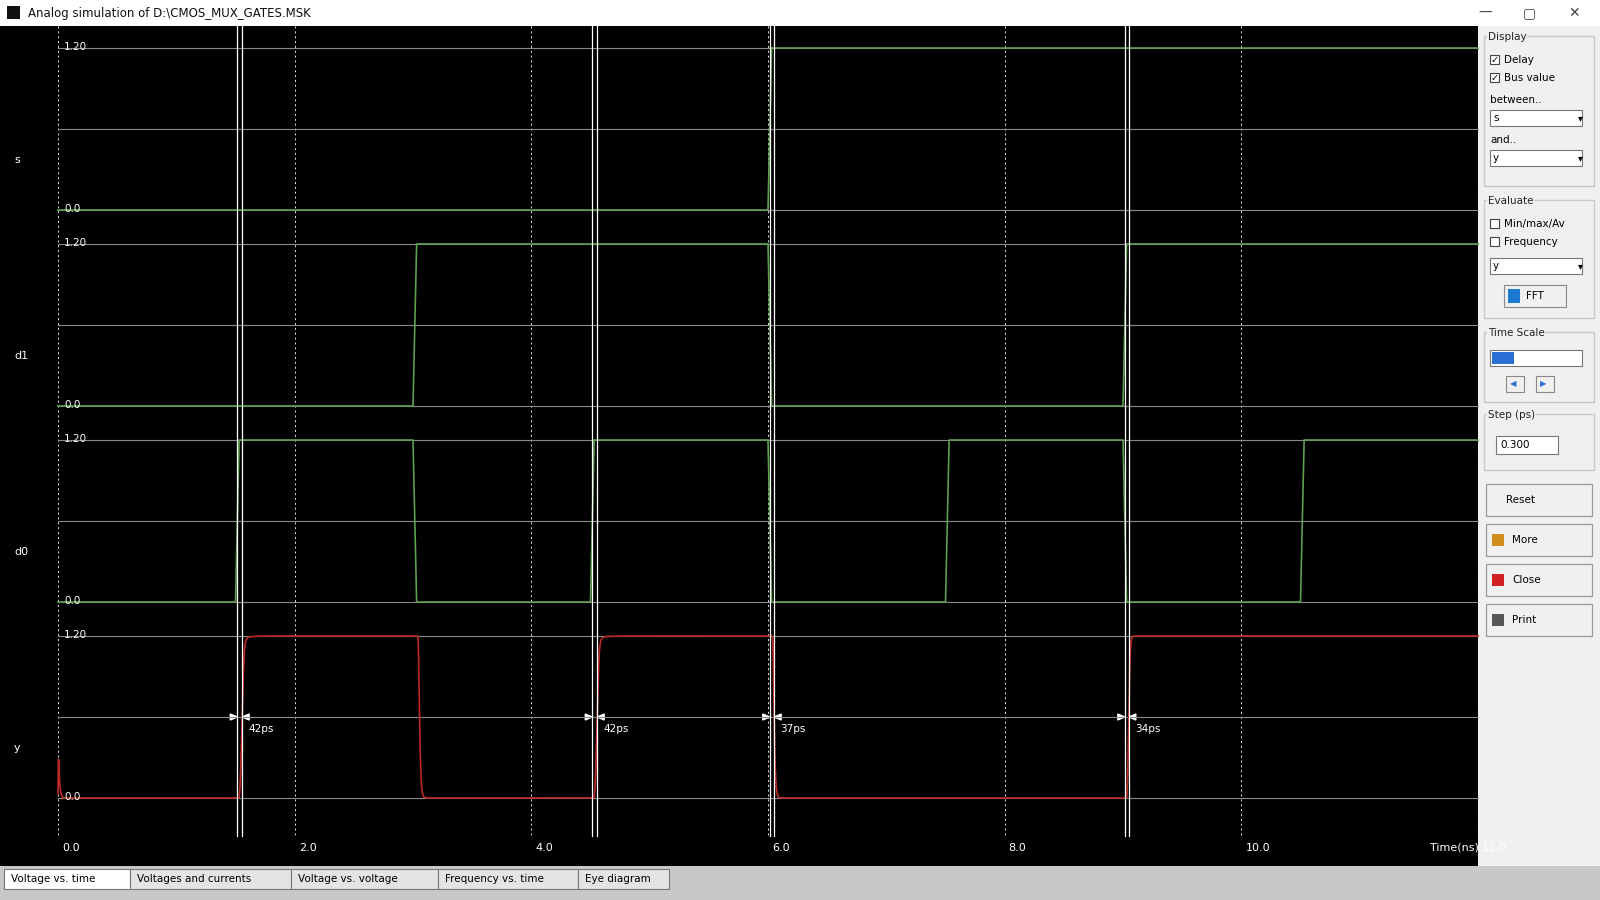 Analog simulation of D:\CMOS_MUX_GATES.MSK
1.20
s
0.0
1.20
d1
0.0
1.20
d0
0.0
1.20
42ps 42ps 37ps 34ps
y
0.0
0.0 2.0 4.0 6.0 8.0 10.0 Time(ns) 12.0
Display
Delay
Bus value
between..
s
and..
y
Evaluate
Min/max/Av
Frequency
y
FFT
Time Scale
Step (ps)
0.300
Reset
More
Close
Print
Voltage vs. time Voltages and currents Voltage vs. voltage Frequency vs. time Eye diagram